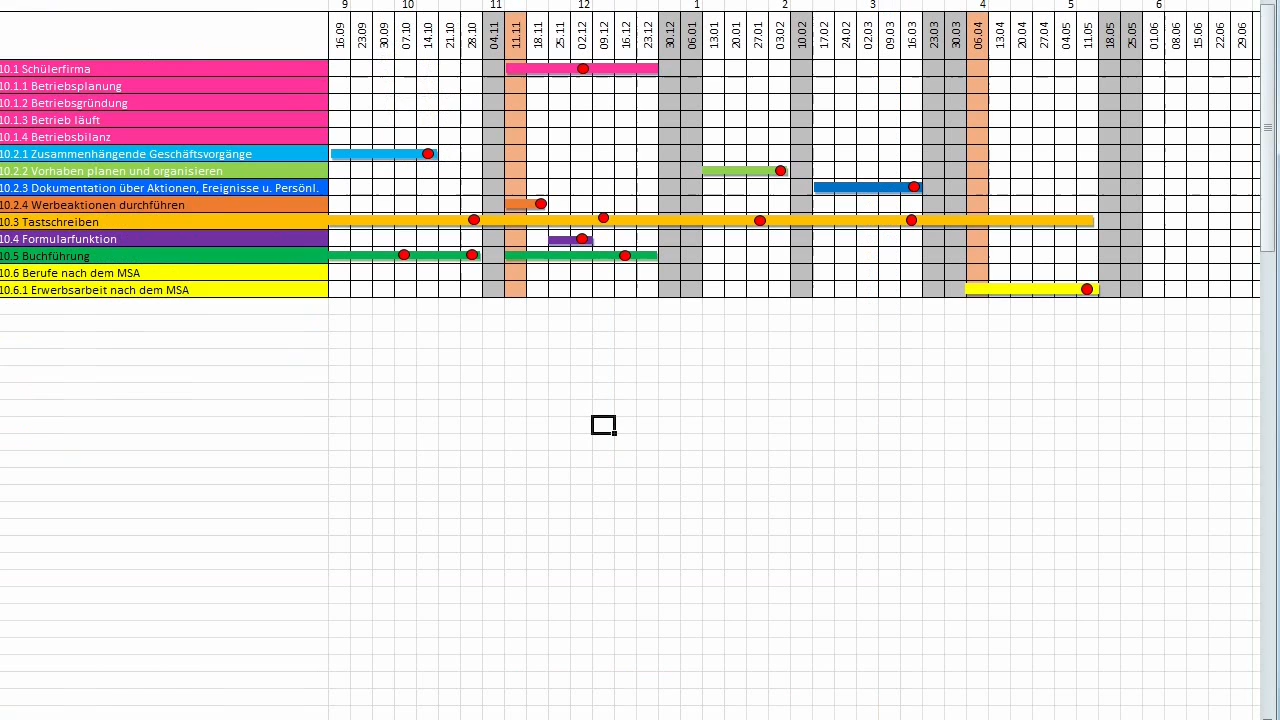 9 10 11 12 1 2 3 4 5 6
16.09 23.09 30.09 07.10 14.10 21.10 28.10 04.11 11.11 18.11 25.11 02.12 09.12 16.12 23.12 30.12 06.01 13.01 20.01 27.01 03.02 10.02 17.02 24.02 02.03 09.03 16.03 23.03 30.03 06.04 13.04 20.04 27.04 04.05 11.05 18.05 25.05 01.06 08.06 15.06 22.06 29.06
10.1 Schülerfirma
10.1.1 Betriebsplanung
10.1.2 Betriebsgründung
10.1.3 Betrieb läuft
10.1.4 Betriebsbilanz
10.2.1 Zusammenhängende Geschäftsvorgänge
10.2.2 Vorhaben planen und organisieren
10.2.3 Dokumentation über Aktionen, Ereignisse u. Persönl.
10.2.4 Werbeaktionen durchführen
10.3 Tastschreiben
10.4 Formularfunktion
10.5 Buchführung
10.6 Berufe nach dem MSA
10.6.1 Erwerbsarbeit nach dem MSA